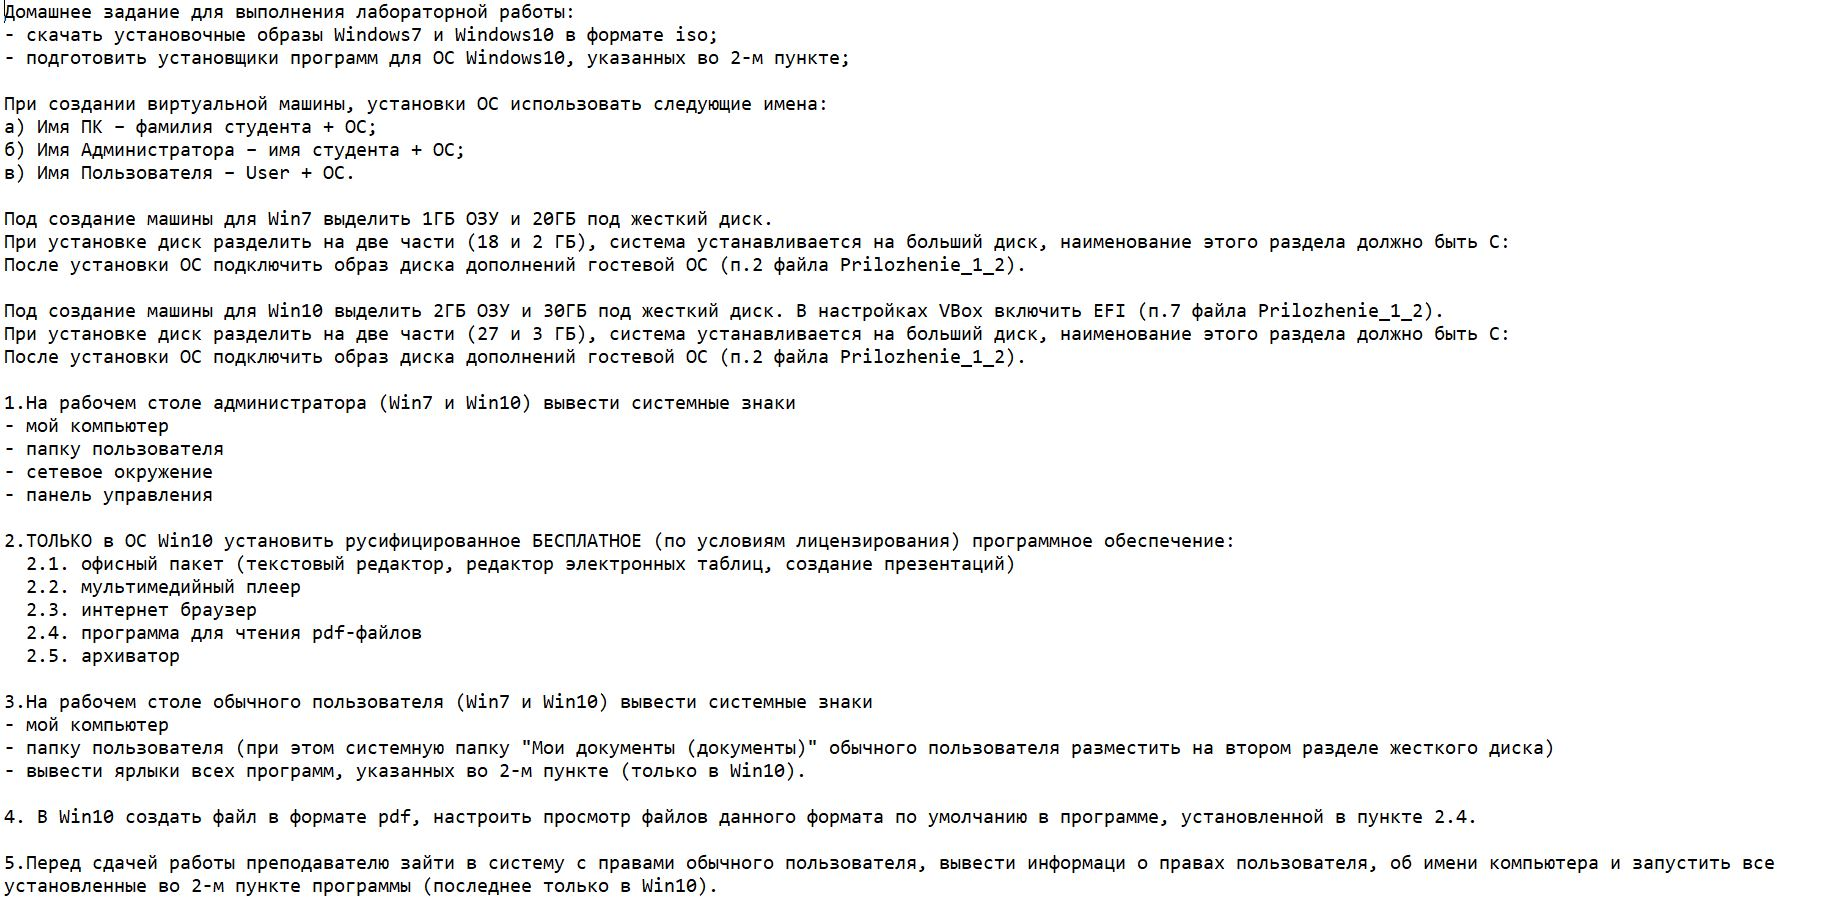 Домашнее задание для выполнения лабораторной работы:
- скачать установочные образы Windows7 и Windows10 в формате iso;
- подготовить установщики программ для ОС Windows10, указанных во 2-м пункте;
При создании виртуальной машины, установки ОС использовать следующие имена:
а) Имя ПК – фамилия студента + ОС;
б) Имя Администратора – имя студента + ОС;
в) Имя Пользователя – User + ОС.
Под создание машины для Win7 выделить 1ГБ ОЗУ и 20ГБ под жесткий диск.
При установке диск разделить на две части (18 и 2 ГБ), система устанавливается на больший диск, наименование этого раздела должно быть C:
После установки ОС подключить образ диска дополнений гостевой ОС (п.2 файла Prilozhenie_1_2).
Под создание машины для Win10 выделить 2ГБ ОЗУ и 30ГБ под жесткий диск. В настройках VBox включить EFI (п.7 файла Prilozhenie_1_2).
При установке диск разделить на две части (27 и 3 ГБ), система устанавливается на больший диск, наименование этого раздела должно быть C:
После установки ОС подключить образ диска дополнений гостевой ОС (п.2 файла Prilozhenie_1_2).
1.На рабочем столе администратора (Win7 и Win10) вывести системные знаки
- мой компьютер
- папку пользователя
- сетевое окружение
- панель управления
2.ТОЛЬКО в ОС Win10 установить русифицированное БЕСПЛАТНОЕ (по условиям лицензирования) программное обеспечение:
2.1. офисный пакет (текстовый редактор, редактор электронных таблиц, создание презентаций)
2.2. мультимедийный плеер
2.3. интернет браузер
2.4. программа для чтения pdf-файлов
2.5. архиватор
3.На рабочем столе обычного пользователя (Win7 и Win10) вывести системные знаки
- мой компьютер
- папку пользователя (при этом системную папку "Мои документы (документы)" обычного пользователя разместить на втором разделе жесткого диска)
- вывести ярлыки всех программ, указанных во 2-м пункте (только в Win10).
4. В Win10 создать файл в формате pdf, настроить просмотр файлов данного формата по умолчанию в программе, установленной в пункте 2.4.
5.Перед сдачей работы преподавателю зайти в систему с правами обычного пользователя, вывести информаци о правах пользователя, об имени компьютера и запустить все
установленные во 2-м пункте программы (последнее только в Win10).